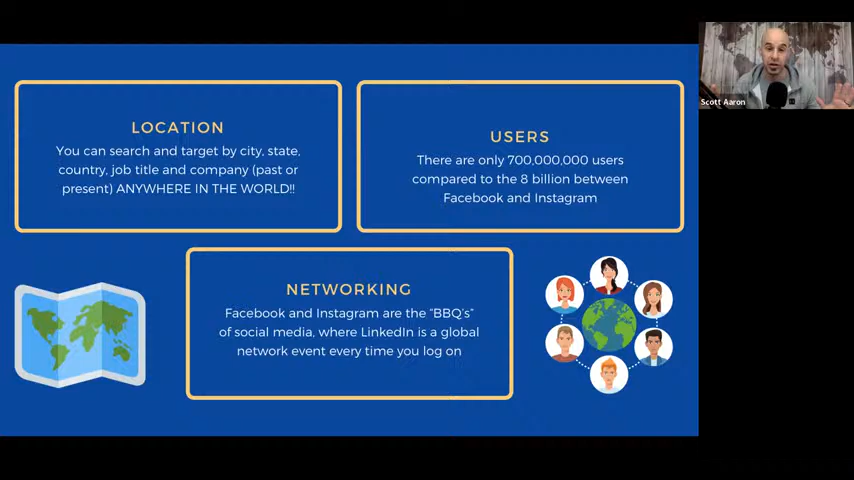 LOCATION
You can search and target by city, state,
country, job title and company (past or
present) ANYWHERE IN THE WORLD!!
USERS
There are only 700,000,000 users
compared to the 8 billion between
Facebook and Instagram
NETWORKING
Facebook and Instagram are the "BBQ's"
of social media, where LinkedIn is a global
network event every time you log on
Scott Aaron